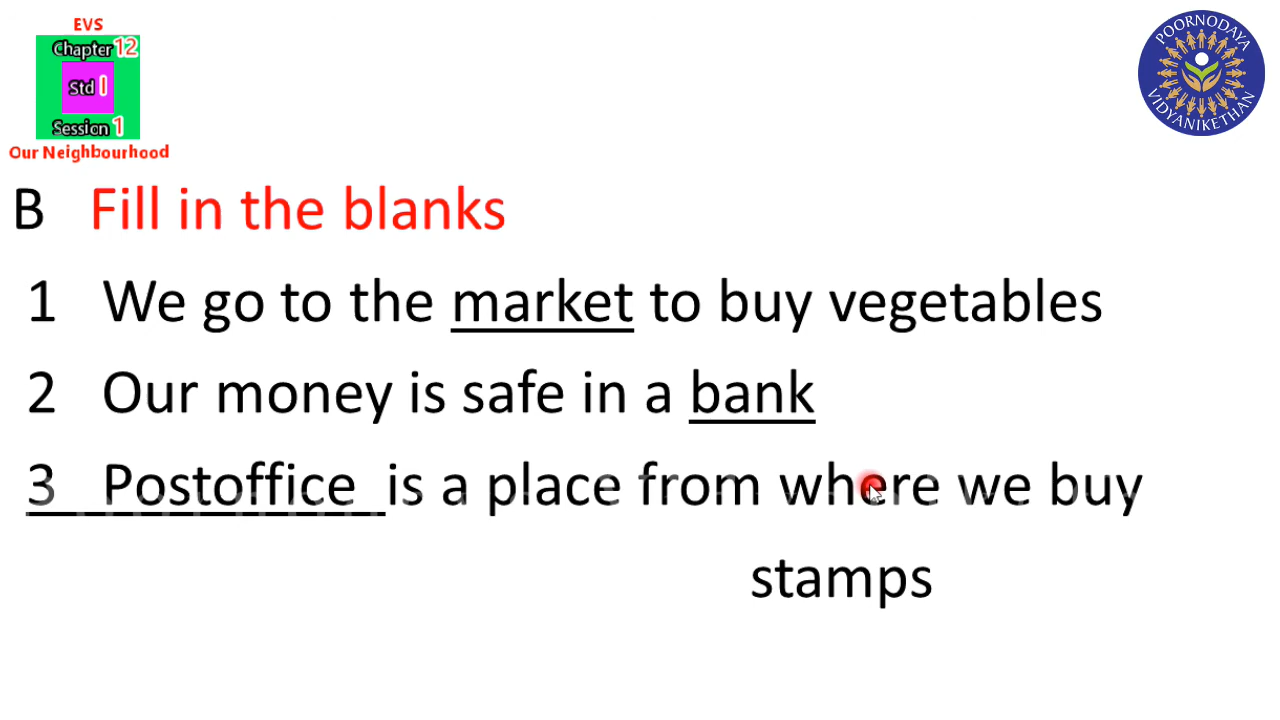 EVS
Chapter 12
Std I
Session 1
Our Neighbourhood
POORNODAYA
VIDYANIKETHAN
B Fill in the blanks
1 We go to the market to buy vegetables
2 Our money is safe in a bank
3 Postoffice is a place from where we buy
stamps